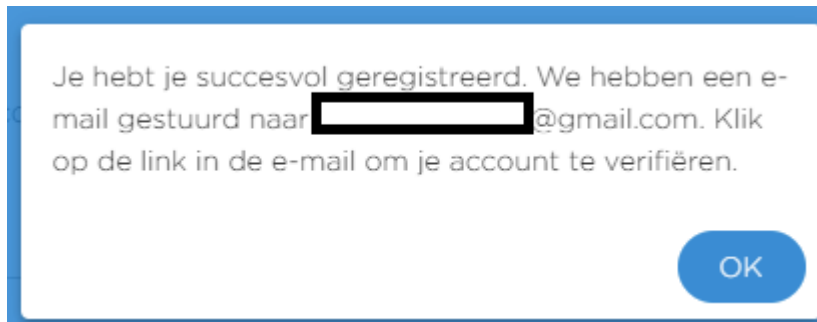 Je hebt je succesvol geregistreerd. We hebben een e-
mail gestuurd naar @gmail.com. Klik
op de link in de e-mail om je account te verifiëren.
OK